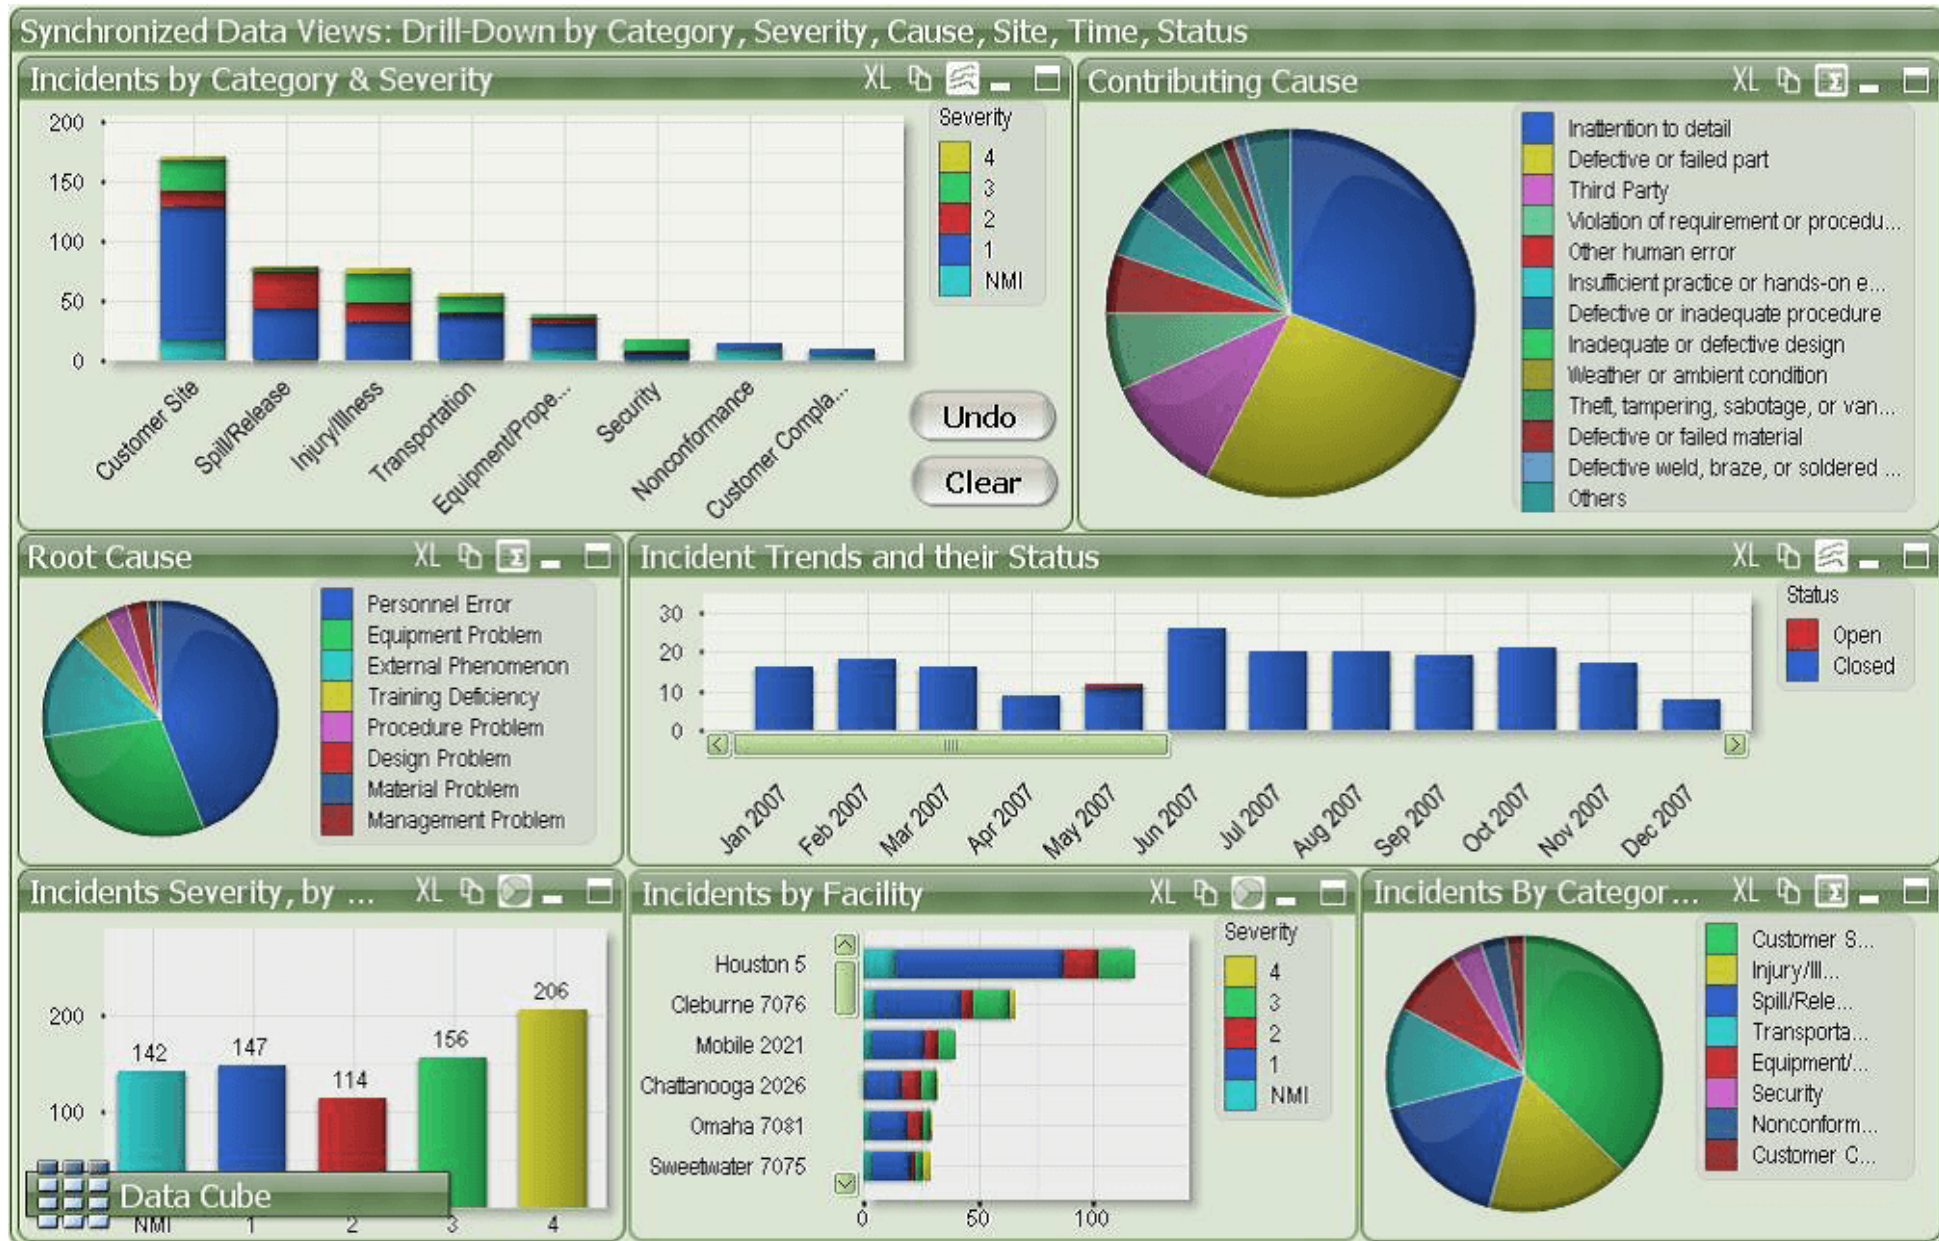 Synchronized Data Views: Drill-Down by Category, Severity, Cause, Site, Time, Status
Incidents by Category & Severity
XL
200
150
100
50
0
Customer Site
Spill/Release
Injury/Illness
Transportation
Equipment/Prope...
Security
Nonconformance
Customer Compla...
Severity
4
3
2
1
NMI
Undo
Clear
Contributing Cause
XL
Inattention to detail
Defective or failed part
Third Party
Violation of requirement or procedu...
Other human error
Insufficient practice or hands-on e...
Defective or inadequate procedure
Inadequate or defective design
Weather or ambient condition
Theft, tampering, sabotage, or van...
Defective or failed material
Defective weld, braze, or soldered ...
Others
Root Cause
XL
Personnel Error
Equipment Problem
External Phenomenon
Training Deficiency
Procedure Problem
Design Problem
Material Problem
Management Problem
Incident Trends and their Status
XL
30
20
10
0
Jan 2007
Feb 2007
Mar 2007
Apr 2007
May 2007
Jun 2007
Jul 2007
Aug 2007
Sep 2007
Oct 2007
Nov 2007
Dec 2007
Status
Open
Closed
Incidents Severity, by ...
XL
200
100
142
147
114
156
206
NMI
1
2
3
4
Data Cube
Incidents by Facility
XL
Houston 5
Cleburne 7076
Mobile 2021
Chattanooga 2026
Omaha 7081
Sweetwater 7075
0
50
100
Severity
4
3
2
1
NMI
Incidents By Categor...
XL
Customer S...
Injury/Ill...
Spill/Rele...
Transporta...
Equipment/...
Security
Nonconform...
Customer C...